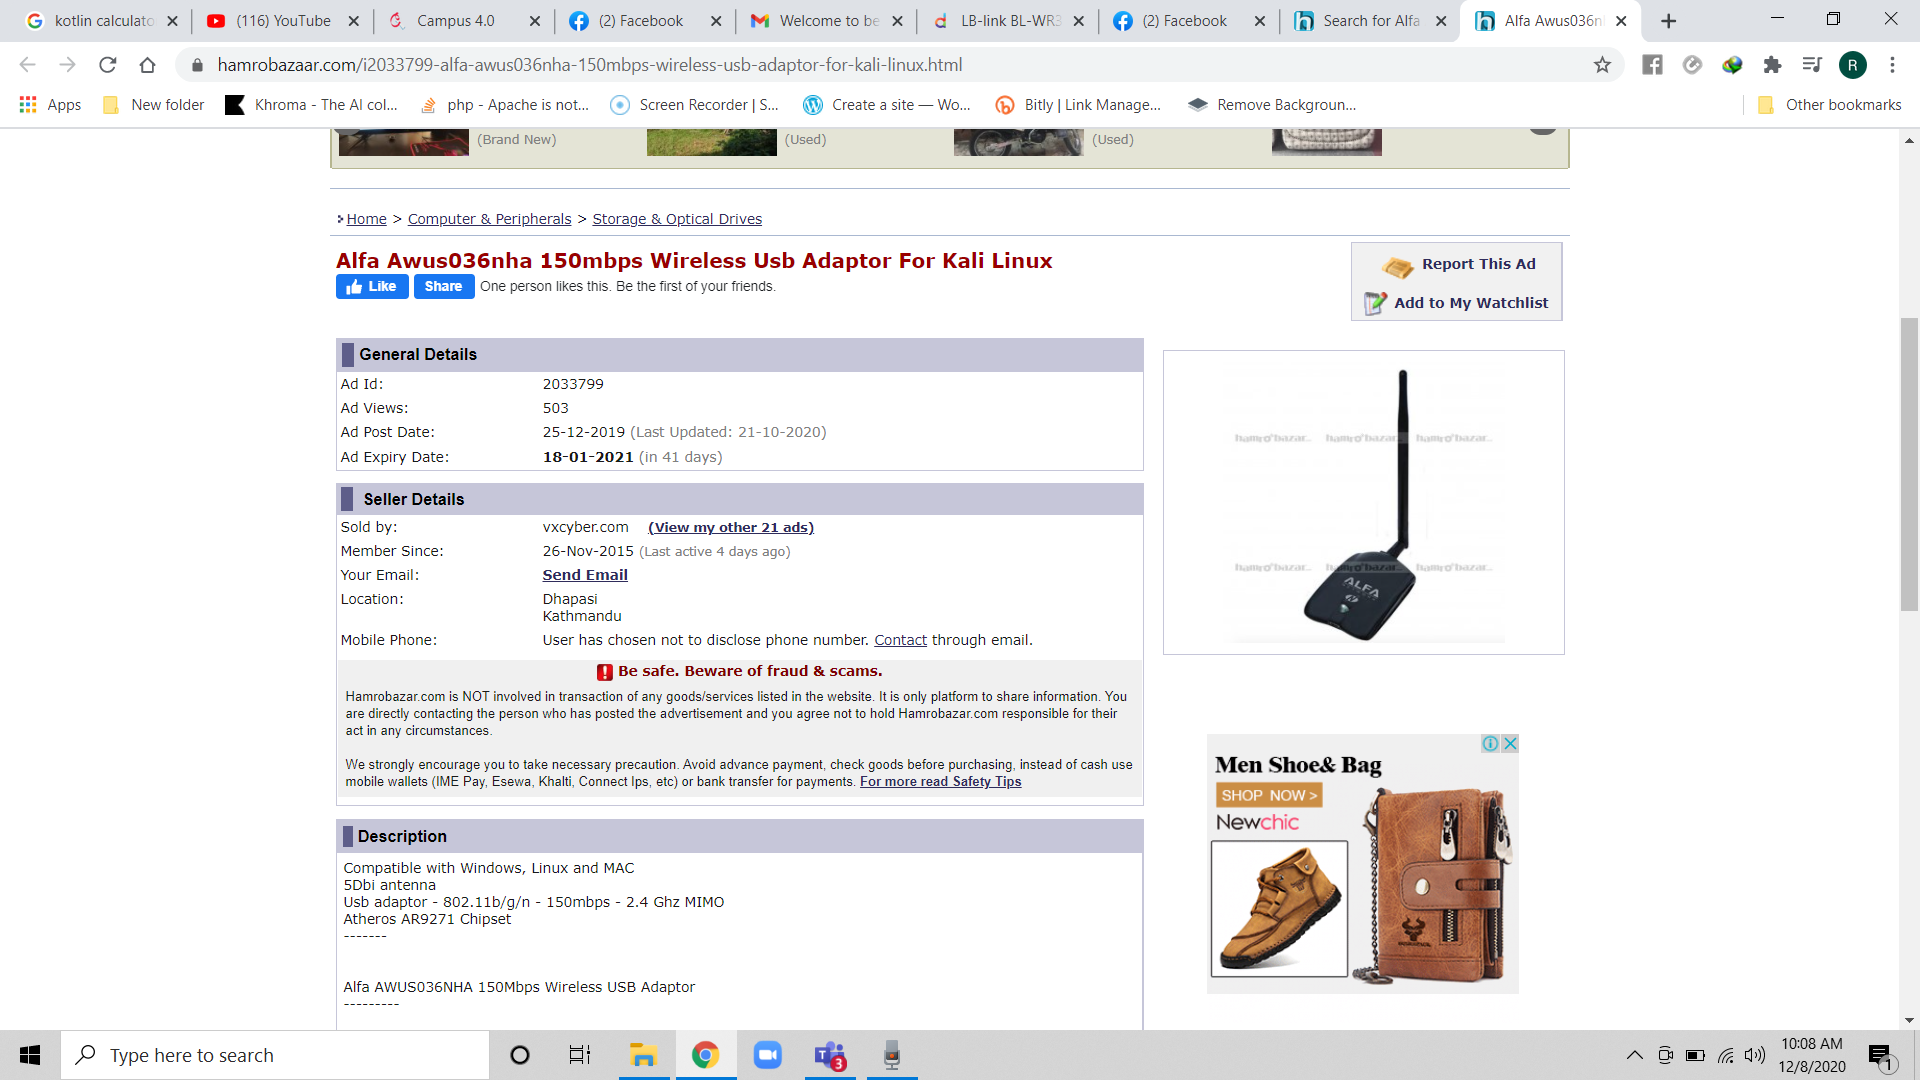 kotlin calculato
(116) YouTube
Campus 4.0
(2) Facebook
Welcome to be
LB-link BL-WR3
(2) Facebook
Search for Alfa
Alfa Awus036nh
hamrobazaar.com/i2033799-alfa-awus036nha-150mbps-wireless-usb-adaptor-for-kali-linux.html
R
Apps
New folder
Khroma - The AI col...
php - Apache is not...
Screen Recorder | S...
Create a site — Wo...
Bitly | Link Manage...
Remove Backgroun...
Other bookmarks
(Brand New)
(Used)
(Used)
Home > Computer & Peripherals > Storage & Optical Drives
Alfa Awus036nha 150mbps Wireless Usb Adaptor For Kali Linux
Like Share One person likes this. Be the first of your friends.
Report This Ad
Add to My Watchlist
General Details
Ad Id: 2033799
Ad Views: 503
Ad Post Date: 25-12-2019 (Last Updated: 21-10-2020)
Ad Expiry Date: 18-01-2021 (in 41 days)
Seller Details
Sold by: vxcyber.com (View my other 21 ads)
Member Since: 26-Nov-2015 (Last active 4 days ago)
Your Email: Send Email
Location: Dhapasi
Kathmandu
Mobile Phone: User has chosen not to disclose phone number. Contact through email.
Be safe. Beware of fraud & scams.
Hamrobazar.com is NOT involved in transaction of any goods/services listed in the website. It is only platform to share information. You
are directly contacting the person who has posted the advertisement and you agree not to hold Hamrobazar.com responsible for their
act in any circumstances.
We strongly encourage you to take necessary precaution. Avoid advance payment, check goods before purchasing, instead of cash use
mobile wallets (IME Pay, Esewa, Khalti, Connect Ips, etc) or bank transfer for payments. For more read Safety Tips
Description
Compatible with Windows, Linux and MAC
5Dbi antenna
Usb adaptor - 802.11b/g/n - 150mbps - 2.4 Ghz MIMO
Atheros AR9271 Chipset
-------
Alfa AWUS036NHA 150Mbps Wireless USB Adaptor
---------
hamro'bazar... hamro'bazar... hamro'bazar...
hamro'bazar... hamro'bazar... hamro'bazar...
ALFA
Men Shoe& Bag
SHOP NOW >
Newchic
Type here to search
3
10:08 AM
12/8/2020
1